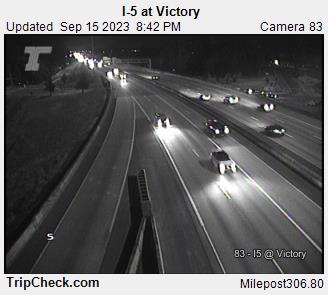 I-5 at Victory
Updated Sep 15 2023 8:42 PM Camera 83
T
S
83 - I5 @ Victory
TripCheck.com Milepost306.80